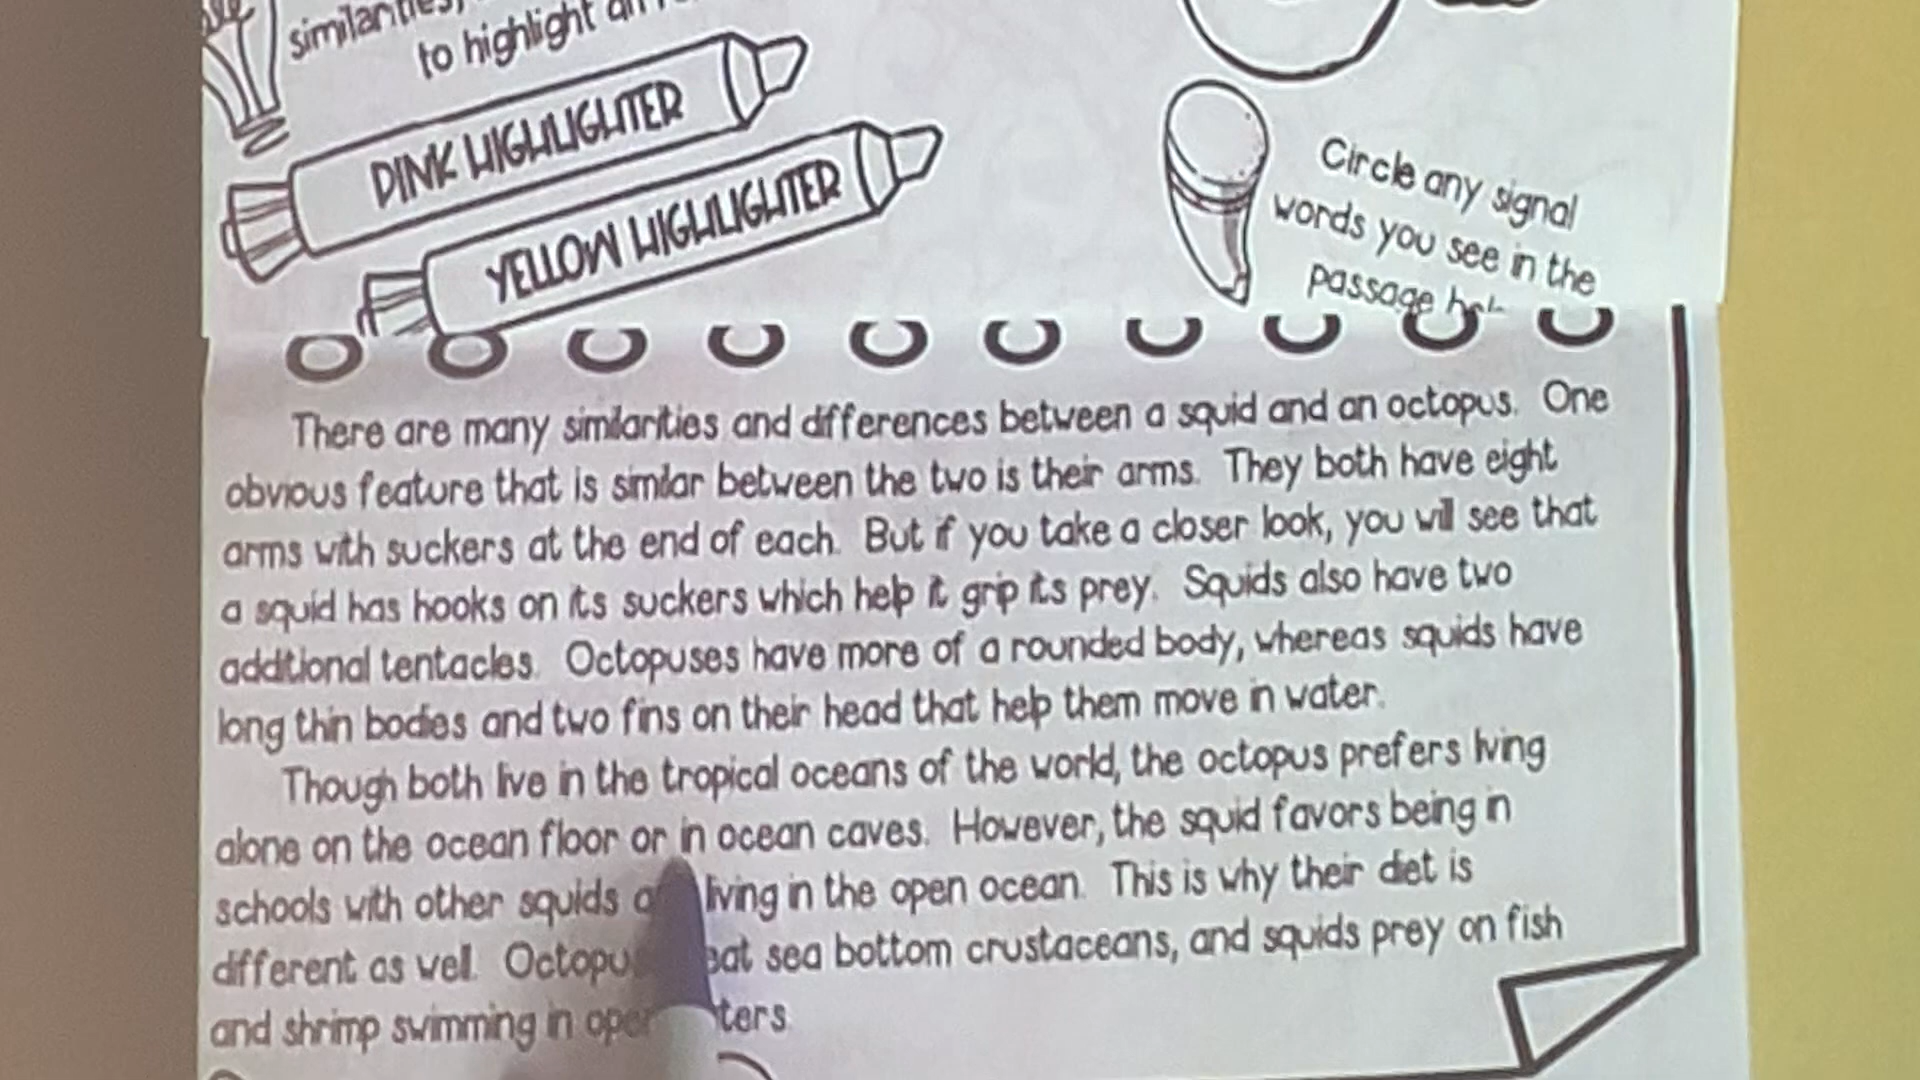 similarities,
to highlight
PINK HIGHLIGHTER
YELLOW HIGHLIGHTER
Circle any signal
words you see in the
passage
There are many similarities and differences between a squid and an octopus. One
obvious feature that is similar between the two is their arms. They both have eight
arms with suckers at the end of each. But if you take a closer look, you will see that
a squid has hooks on its suckers which help it grip its prey. Squids also have two
additional tentacles. Octopuses have more of a rounded body, whereas squids have
long thin bodies and two fins on their head that help them move in water.
Though both live in the tropical oceans of the world, the octopus prefers living
alone on the ocean floor or in ocean caves. However, the squid favors being in
schools with other squids living in the open ocean. This is why their diet is
different as well. eat sea bottom crustaceans, and squids prey on fish
and shrimp swimming in